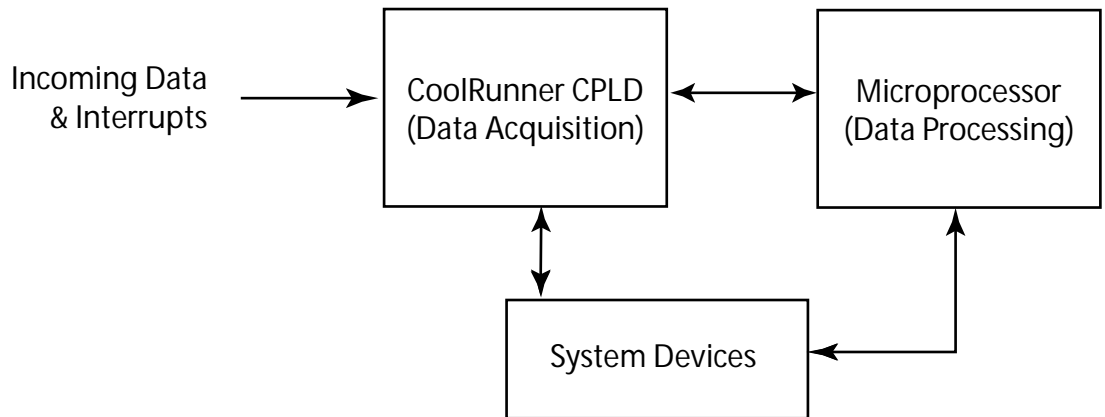 Incoming Data
& Interrupts
CoolRunner CPLD
(Data Acquisition)
Microprocessor
(Data Processing)
System Devices